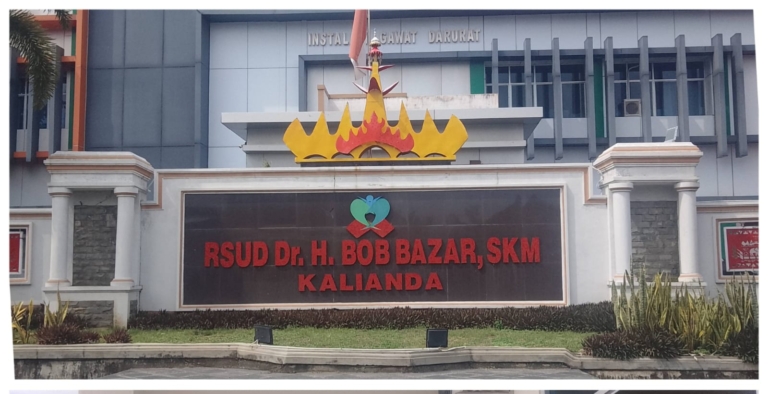 INSTALASI GAWAT DARURAT
RSUD Dr. H. BOB BAZAR, SKM
KALIANDA